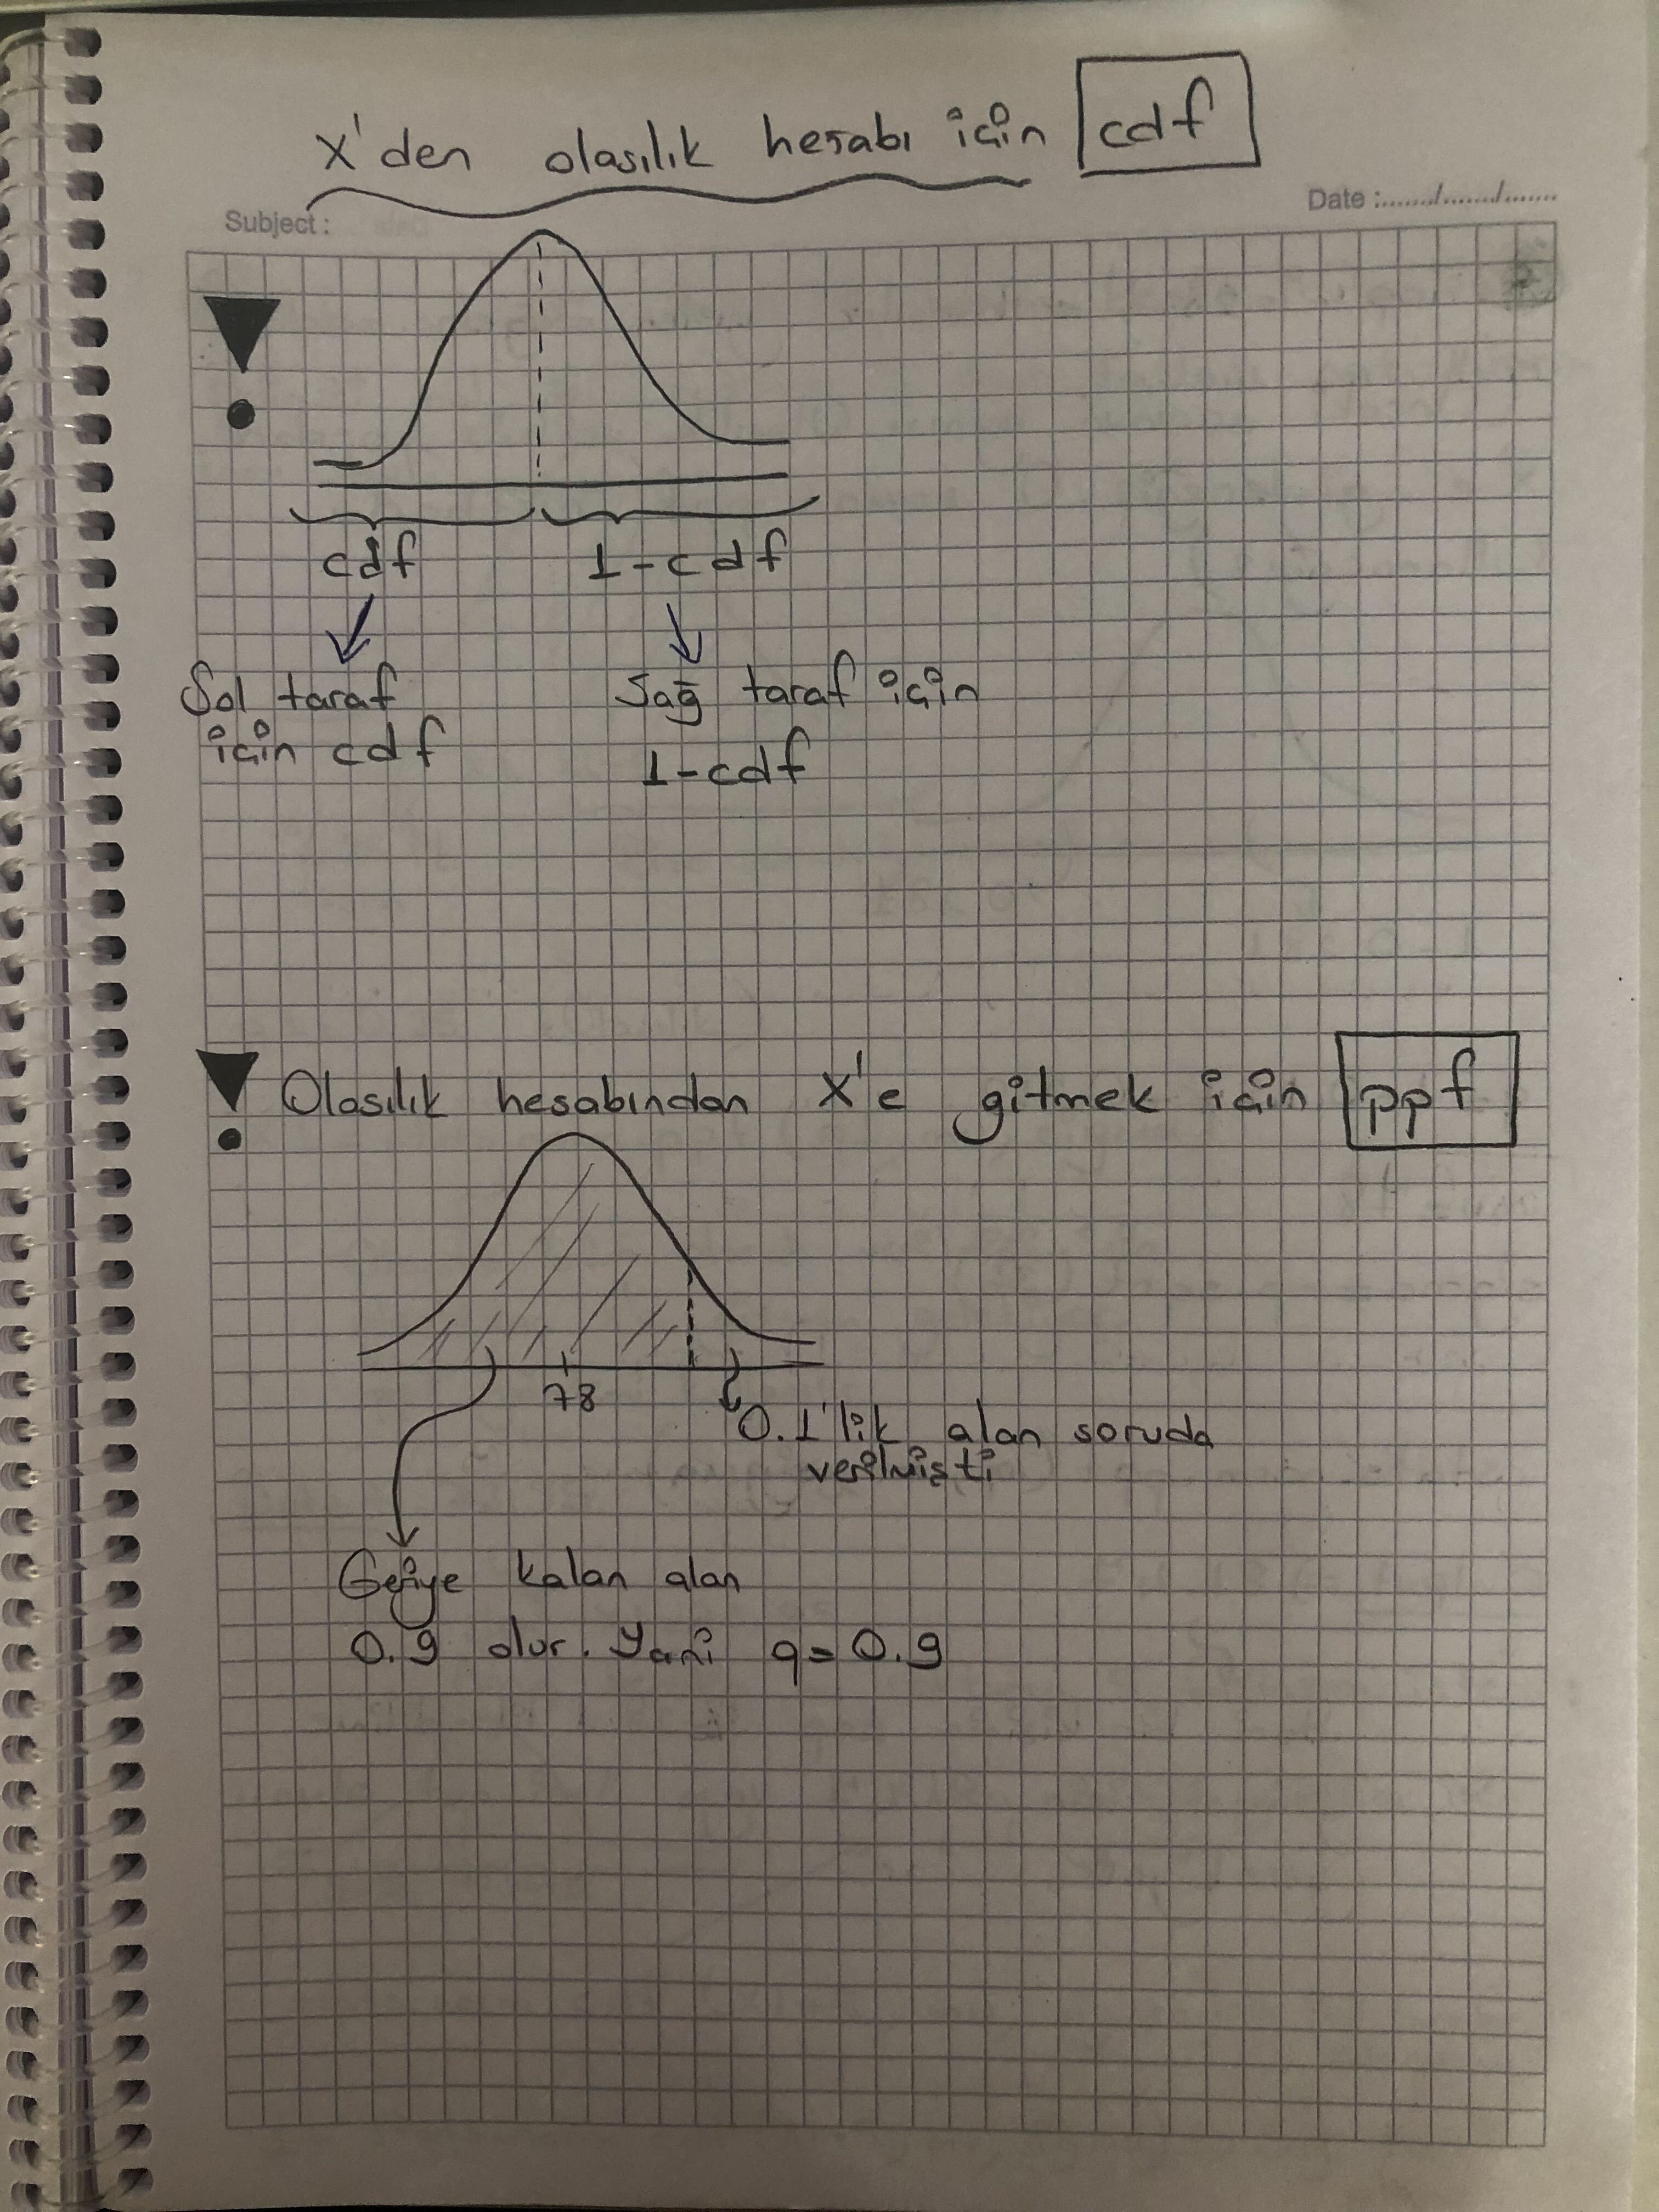 X'den olasılık hesabı için cdf
Date :....../......./.......
Subject :
cdf 1-cdf
Sol taraf Sağ taraf için
için cdf 1-cdf
Olasılık hesabından X'e gitmek için ppf
78
0.1'lik alan soruda
verilmişti
Geriye kalan alan
0.9 olur. Yani q=0.9